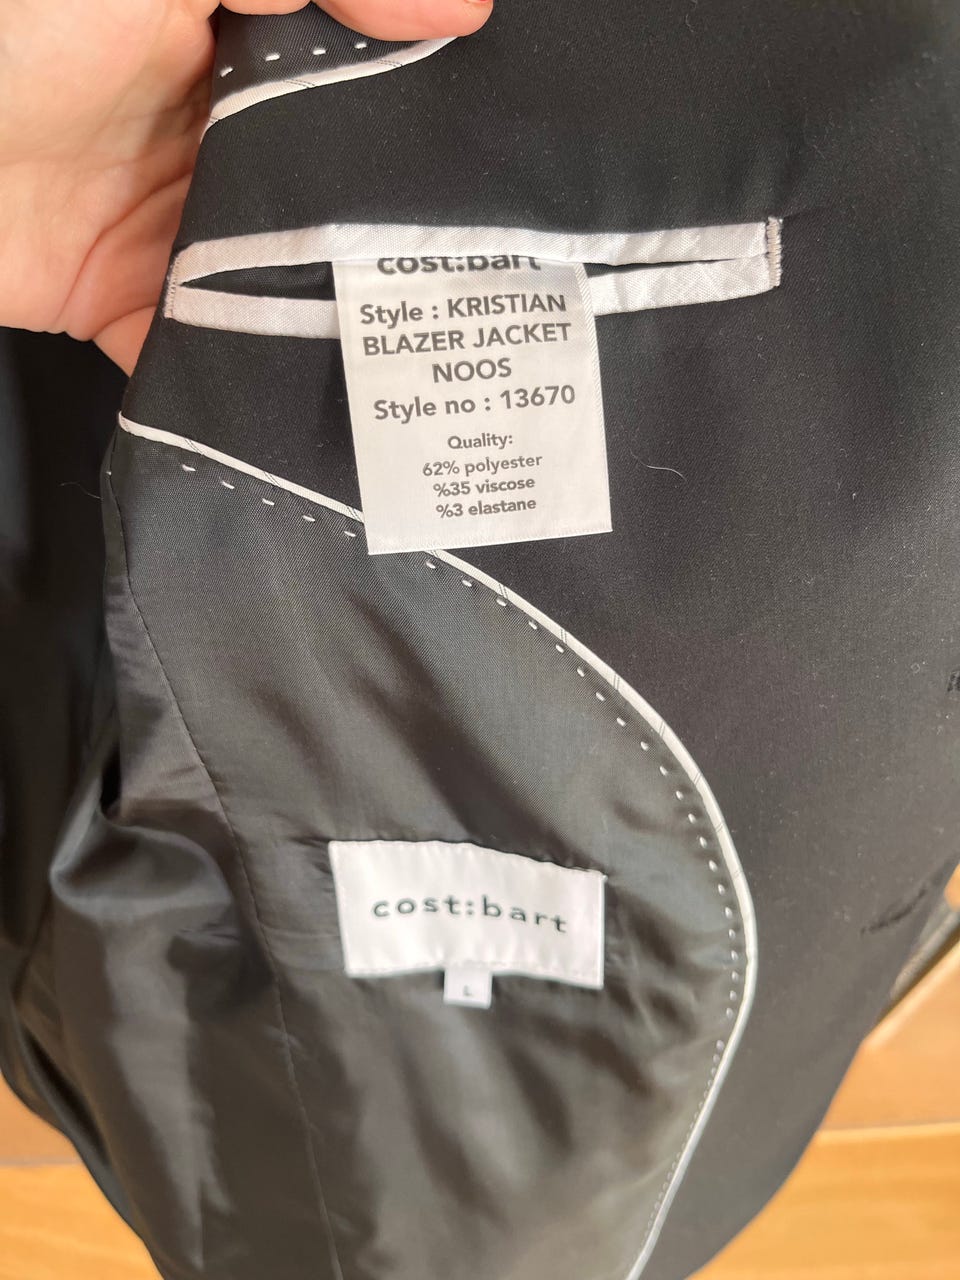 cost:bart
Style : KRISTIAN
BLAZER JACKET
NOOS
Style no : 13670
Quality:
62% polyester
%35 viscose
%3 elastane
cost:bart
L